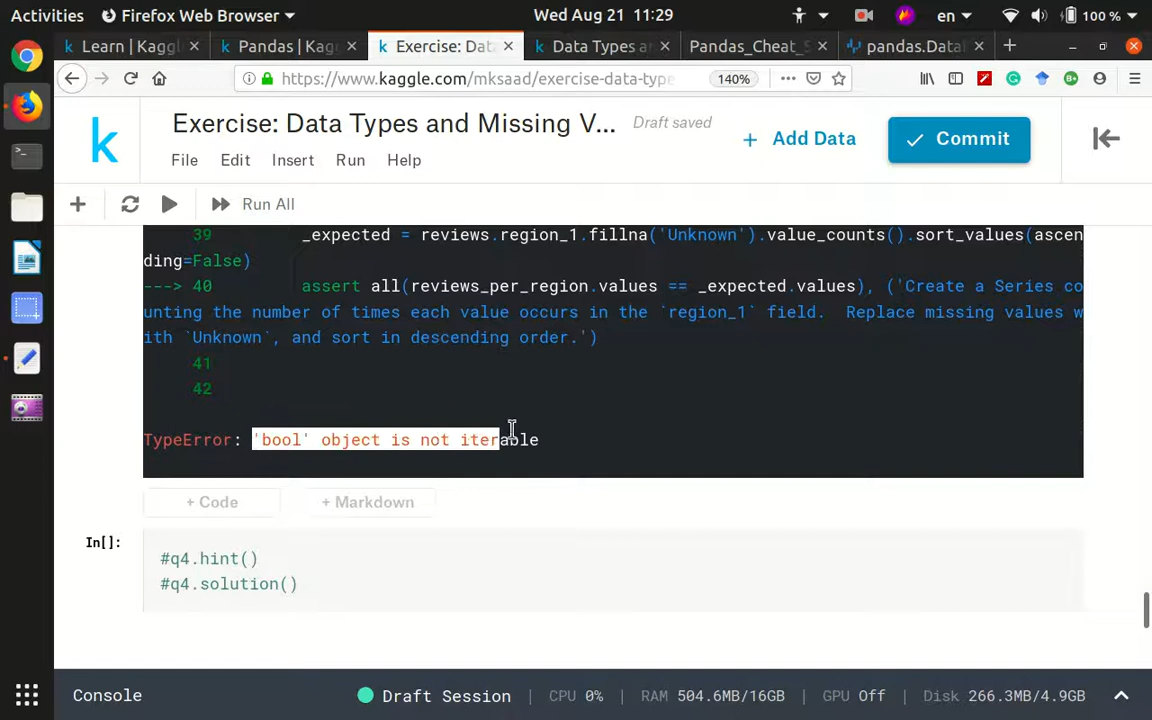 Activities
Firefox Web Browser
Wed Aug 21 11:29
en
100 %
Learn | Kaggl
Pandas | Kag
Exercise: Dat
Data Types an
Pandas_Cheat_S
pandas.Data
https://www.kaggle.com/mksaad/exercise-data-type
140%
k
Exercise: Data Types and Missing V...
Draft saved
+ Add Data
Commit
File Edit Insert Run Help
Run All
39 _expected = reviews.region_1.fillna('Unknown').value_counts().sort_values(ascen
ding=False)
---> 40 assert all(reviews_per_region.values == _expected.values), ('Create a Series co
unting the number of times each value occurs in the `region_1` field. Replace missing values w
ith `Unknown`, and sort in descending order.')
41
42
TypeError: 'bool' object is not iterable
+ Code
+ Markdown
In[]:
#q4.hint()
#q4.solution()
Console
Draft Session
CPU 0%
RAM 504.6MB/16GB
GPU Off
Disk 266.3MB/4.9GB